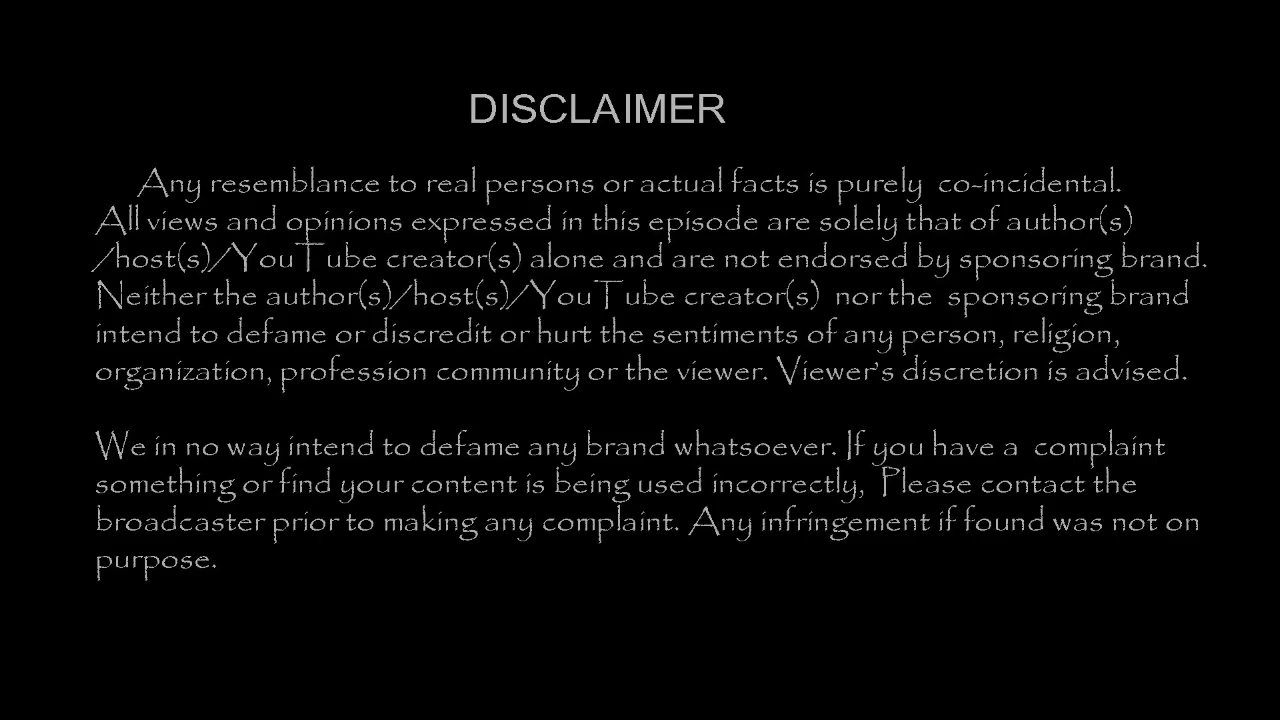 DISCLAIMER
Any resemblance to real persons or actual facts is purely co-incidental.
All views and opinions expressed in this episode are solely that of author(s)
/host(s)/YouTube creator(s) alone and are not endorsed by sponsoring brand.
Neither the author(s)/host(s)/YouTube creator(s) nor the sponsoring brand
intend to defame or discredit or hurt the sentiments of any person, religion,
organization, profession community or the viewer. Viewer's discretion is advised.
We in no way intend to defame any brand whatsoever. If you have a complaint
something or find your content is being used incorrectly, Please contact the
broadcaster prior to making any complaint. Any infringement if found was not on
purpose.